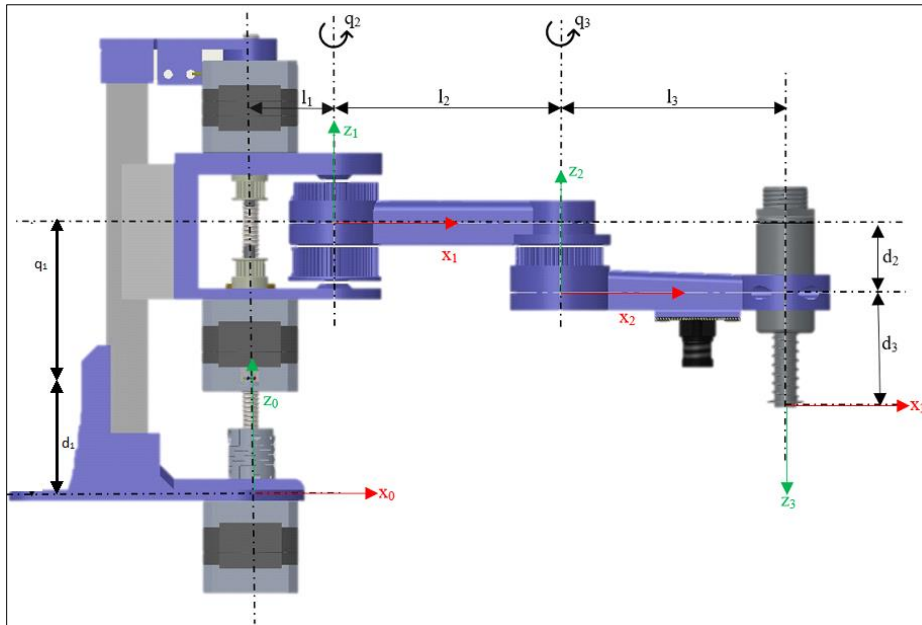 q₂
q₃
l₁
l₂
l₃
z₁
z₂
x₁
q₁
d₂
x₂
d₃
z₀
x₃
d₁
x₀
z₃